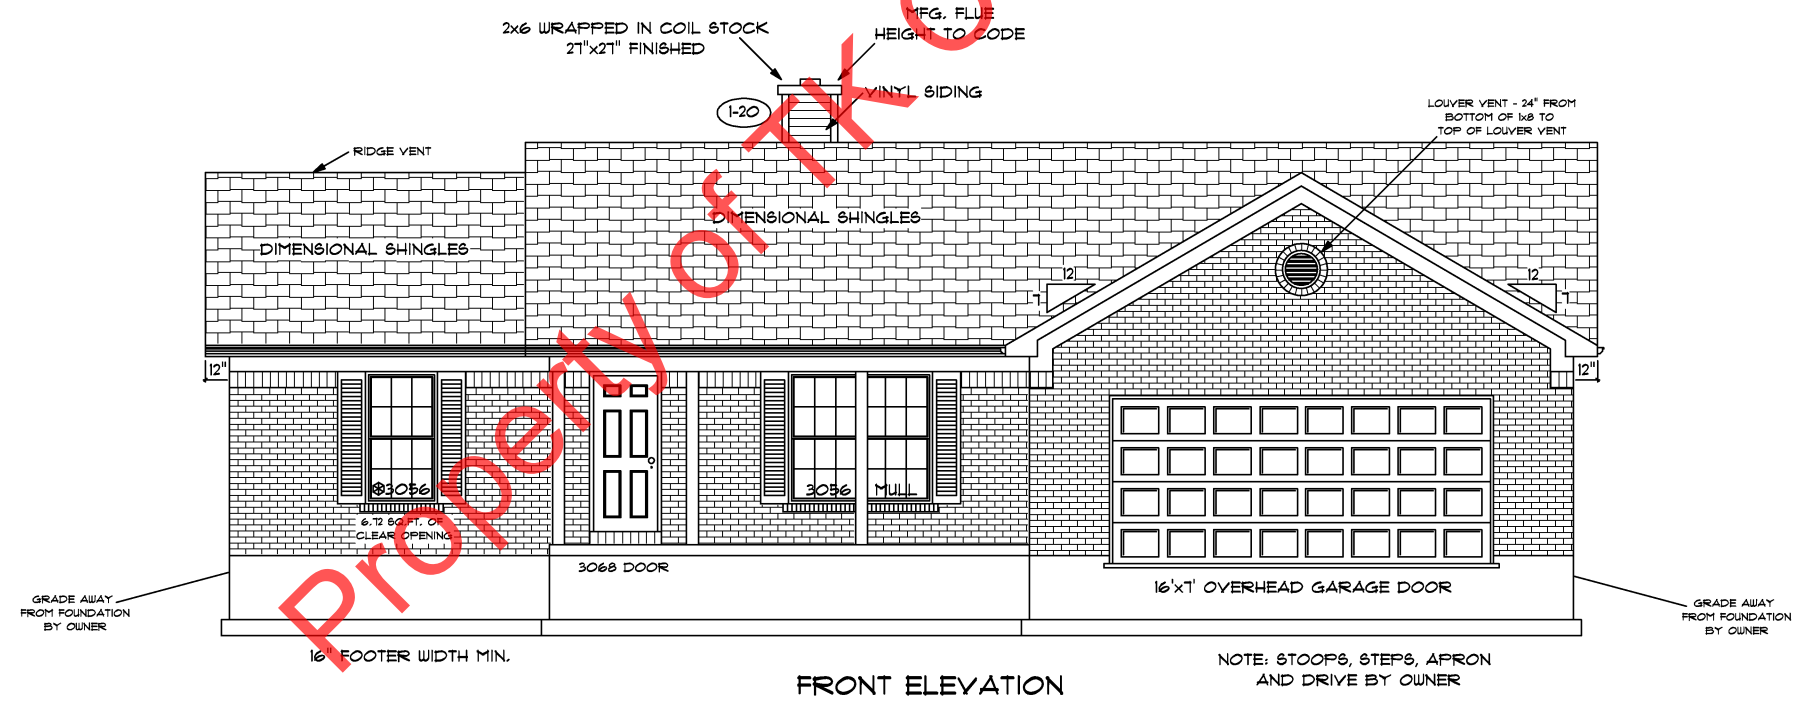 MFG. FLUE
HEIGHT TO CODE
2x6 WRAPPED IN COIL STOCK
27"x27" FINISHED
VINYL SIDING
1-20
LOUVER VENT - 24" FROM
BOTTOM OF 1x8 TO
TOP OF LOUVER VENT
RIDGE VENT
DIMENSIONAL SHINGLES
DIMENSIONAL SHINGLES
12
7
12
7
12"
12"
3056
3056
MULL
6.72 SQ.FT. OF
CLEAR OPENING
3068 DOOR
16'x7' OVERHEAD GARAGE DOOR
GRADE AWAY
FROM FOUNDATION
BY OWNER
GRADE AWAY
FROM FOUNDATION
BY OWNER
16" FOOTER WIDTH MIN.
NOTE: STOOPS, STEPS, APRON
AND DRIVE BY OWNER
FRONT ELEVATION
Property of TK